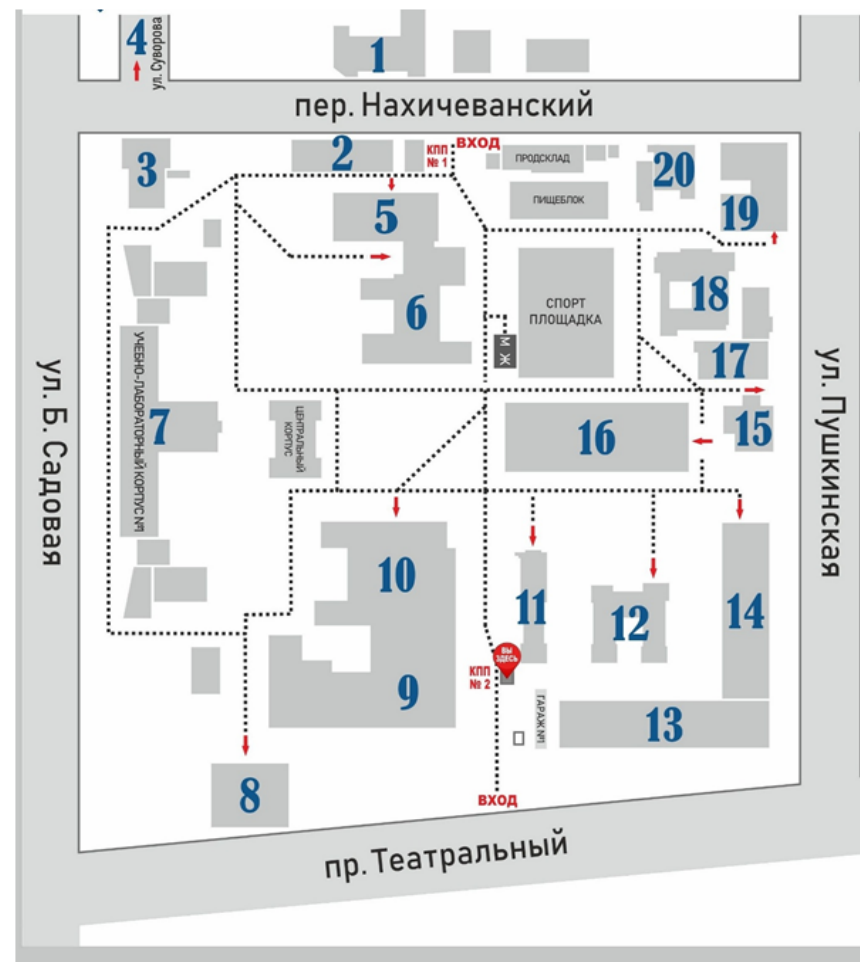 4
ул. Суворова
1
пер. Нахичеванский
3
2
КПП
№ 1
ВХОД
ПРОДСКЛАД
20
ПИЩЕБЛОК
19
5
6
СПОРТ
ПЛОЩАДКА
18
М Ж
17
ул. Б. Садовая
УЧЕБНО-ЛАБОРАТОРНЫЙ КОРПУС №1
7
ЦЕНТРАЛЬНЫЙ
КОРПУС
16
15
ул. Пушкинская
10
11
12
14
ВЫ
ЗДЕСЬ
КПП
№ 2
9
ГАРАЖ №1
13
8
ВХОД
пр. Театральный